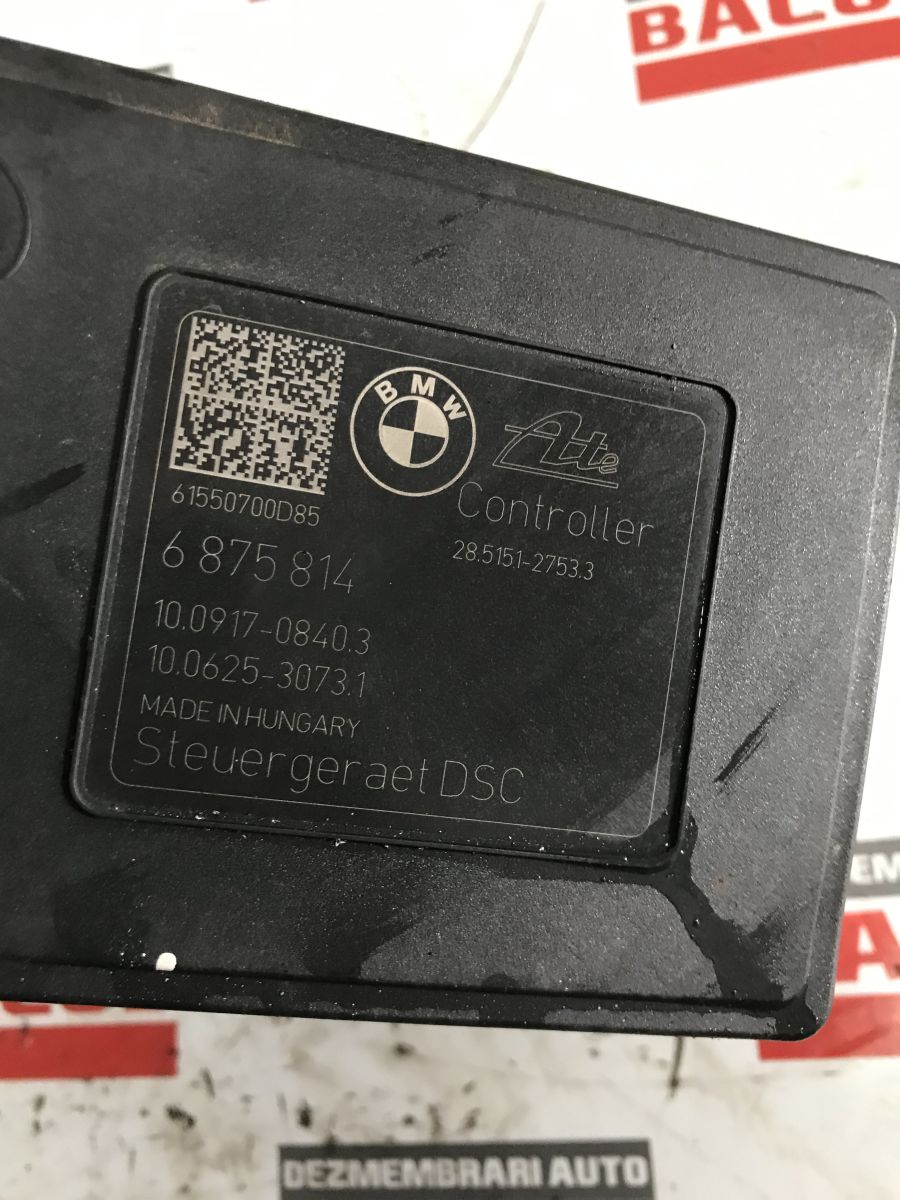 BMW
Ate
Controller
28.5151-2753.3
61550700D85
6 875 814
10.0917-0840.3
10.0625-3073.1
MADE IN HUNGARY
Steuergeraet DSC
DEZMEMBRARI AUTO